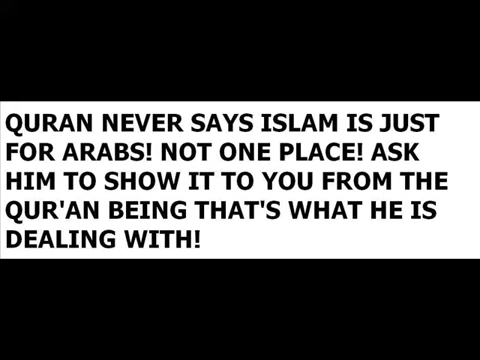 QURAN NEVER SAYS ISLAM IS JUST
FOR ARABS! NOT ONE PLACE! ASK
HIM TO SHOW IT TO YOU FROM THE
QUR'AN BEING THAT'S WHAT HE IS
DEALING WITH!